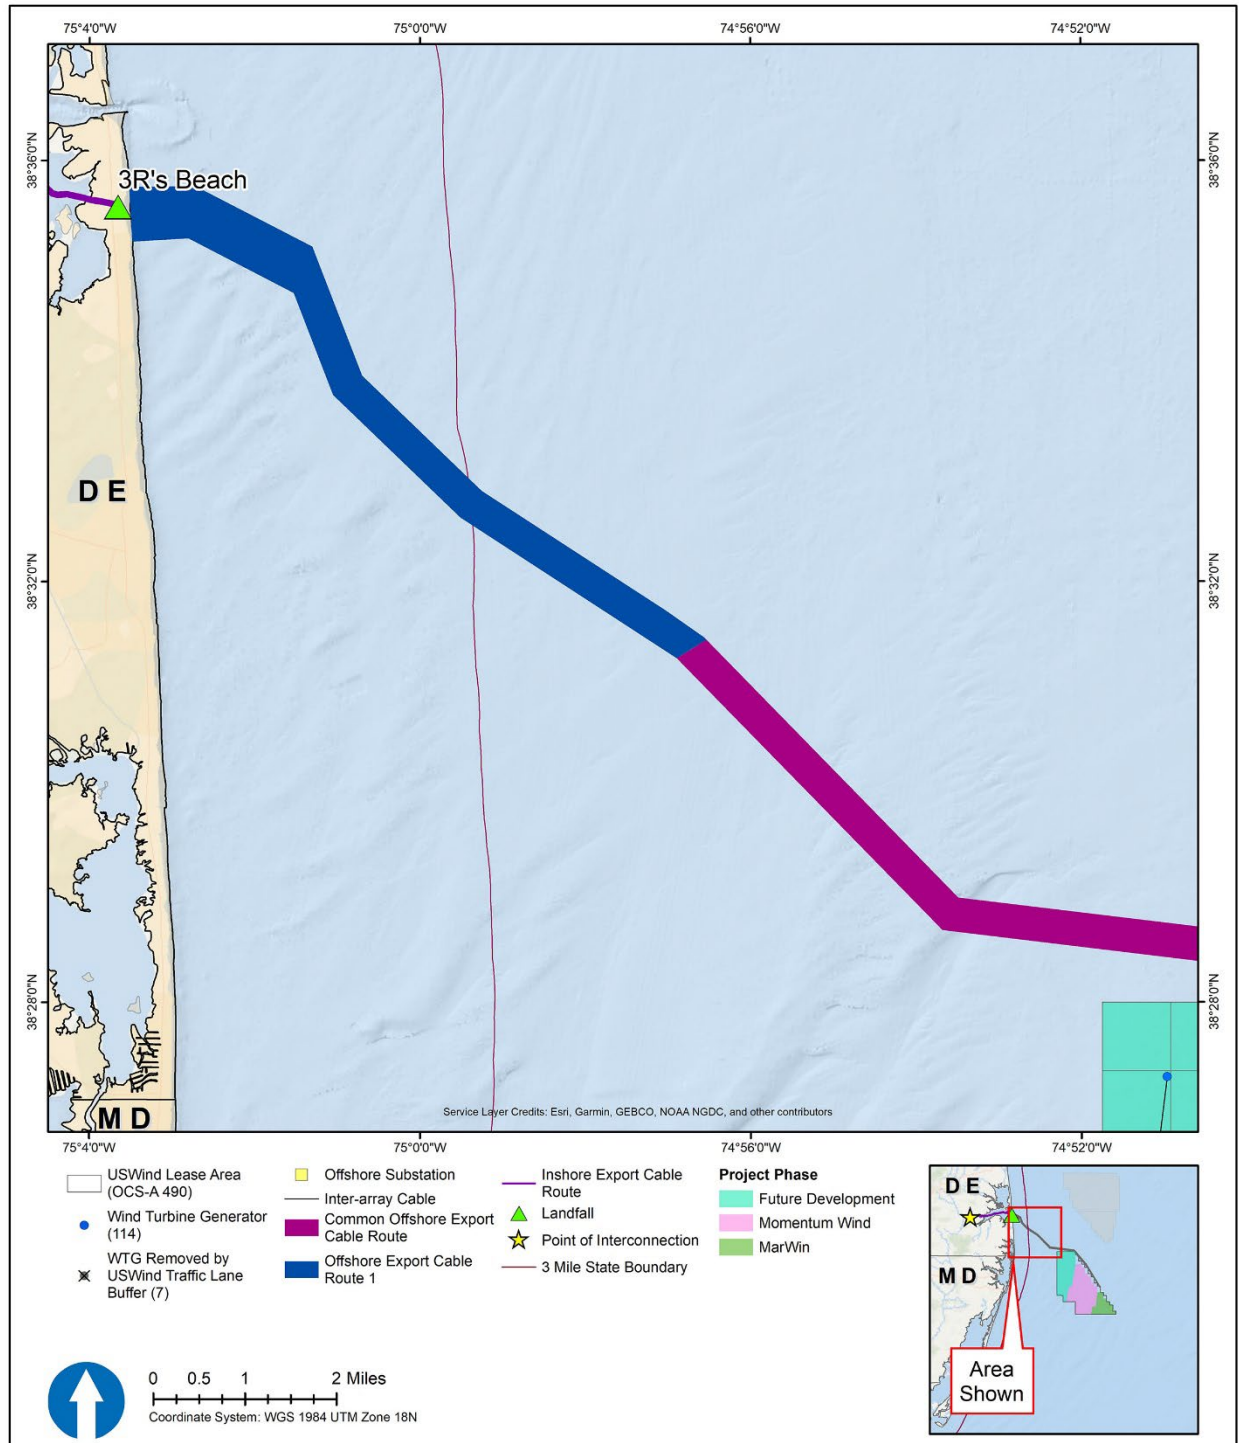 75°4'0"W
75°0'0"W
74°56'0"W
74°52'0"W
38°36'0"N
38°36'0"N
3R's Beach
D E
38°32'0"N
38°32'0"N
38°28'0"N
38°28'0"N
M D
Service Layer Credits: Esri, Garmin, GEBCO, NOAA NGDC, and other contributors
75°4'0"W
75°0'0"W
74°56'0"W
74°52'0"W
USWind Lease Area
(OCS-A 490)
Wind Turbine Generator
(114)
WTG Removed by
USWind Traffic Lane
Buffer (7)
Offshore Substation
Inter-array Cable
Common Offshore Export
Cable Route
Offshore Export Cable
Route 1
Inshore Export Cable
Route
Landfall
Point of Interconnection
3 Mile State Boundary
Project Phase
Future Development
Momentum Wind
MarWin
D E
M D
Area
Shown
0 0.5 1 2 Miles
Coordinate System: WGS 1984 UTM Zone 18N